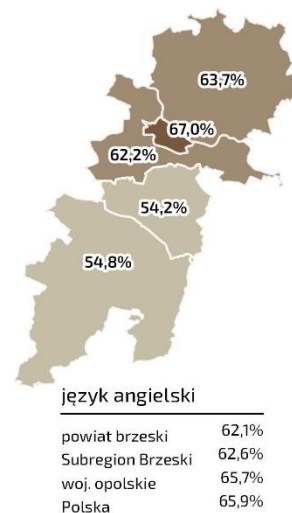 63,7%
67,0%
62,2%
54,2%
54,8%
język angielski
powiat brzeski 62,1%
Subregion Brzeski 62,6%
woj. opolskie 65,7%
Polska 65,9%